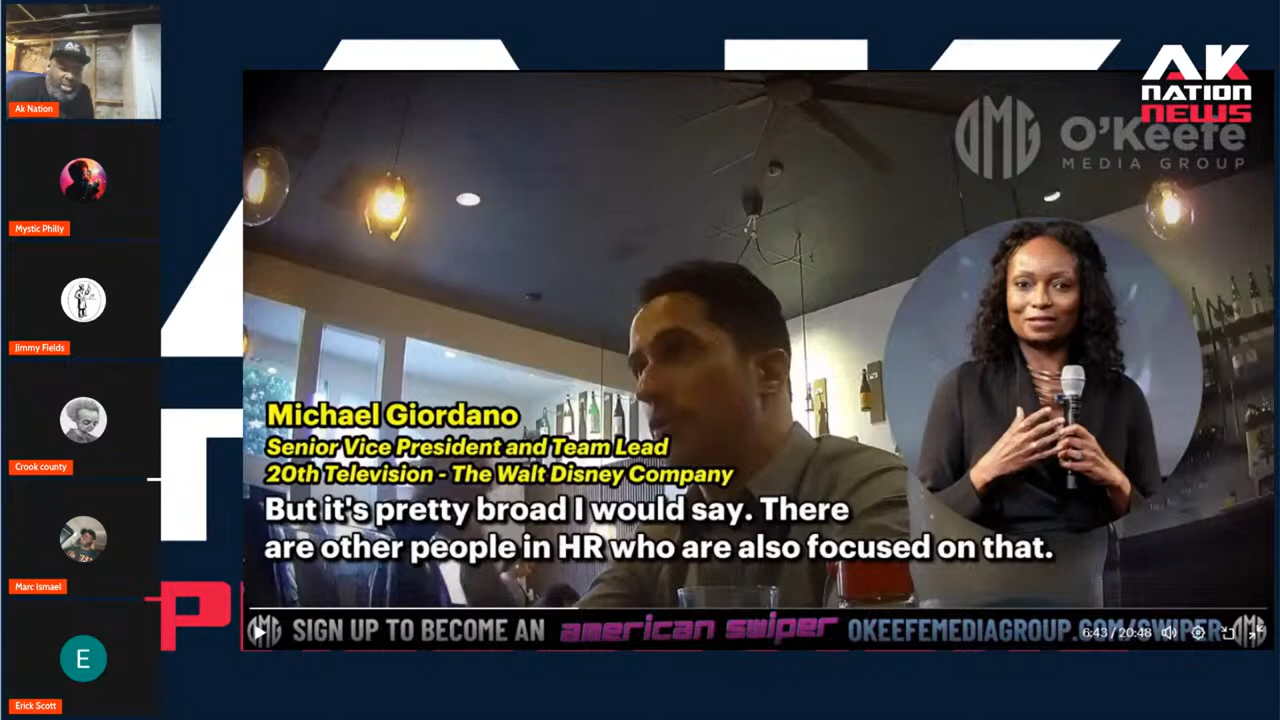 Ak Nation
Mystic Philly
Jimmy Fields
Crook county
Marc Ismael
E
Erick Scott
AK
NATION
NEWS
OMG
O'Keefe
MEDIA GROUP
Michael Giordano
Senior Vice President and Team Lead
20th Television - The Walt Disney Company
But it's pretty broad I would say. There
are other people in HR who are also focused on that.
OMG SIGN UP TO BECOME AN american swiper OKEEFEMEDIAGROUP.COM/SWIPER OMG
6:43 / 20:48
P